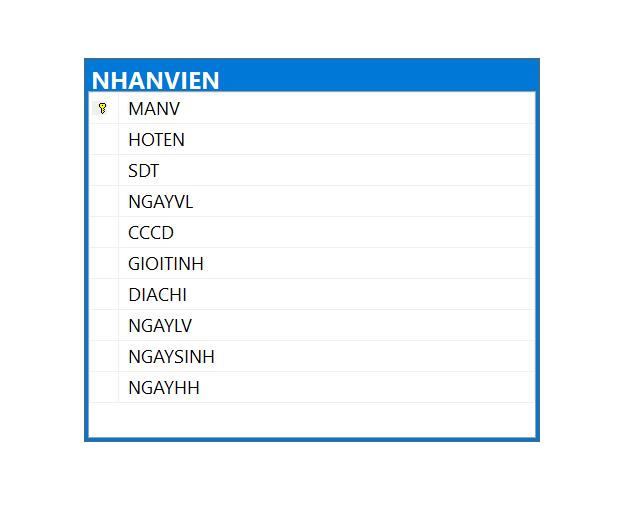 NHANVIEN
MANV
HOTEN
SDT
NGAYVL
CCCD
GIOITINH
DIACHI
NGAYLV
NGAYSINH
NGAYHH